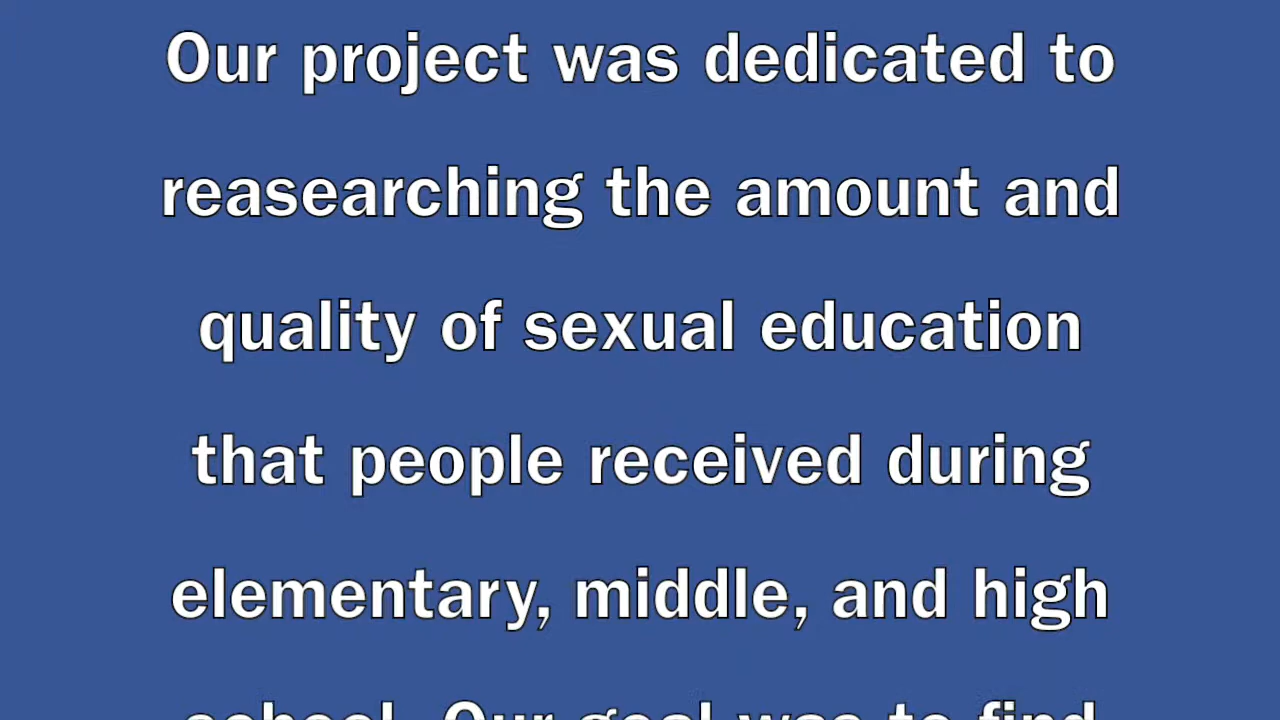 Our project was dedicated to
reasearching the amount and
quality of sexual education
that people received during
elementary, middle, and high
school. Our goal was to find